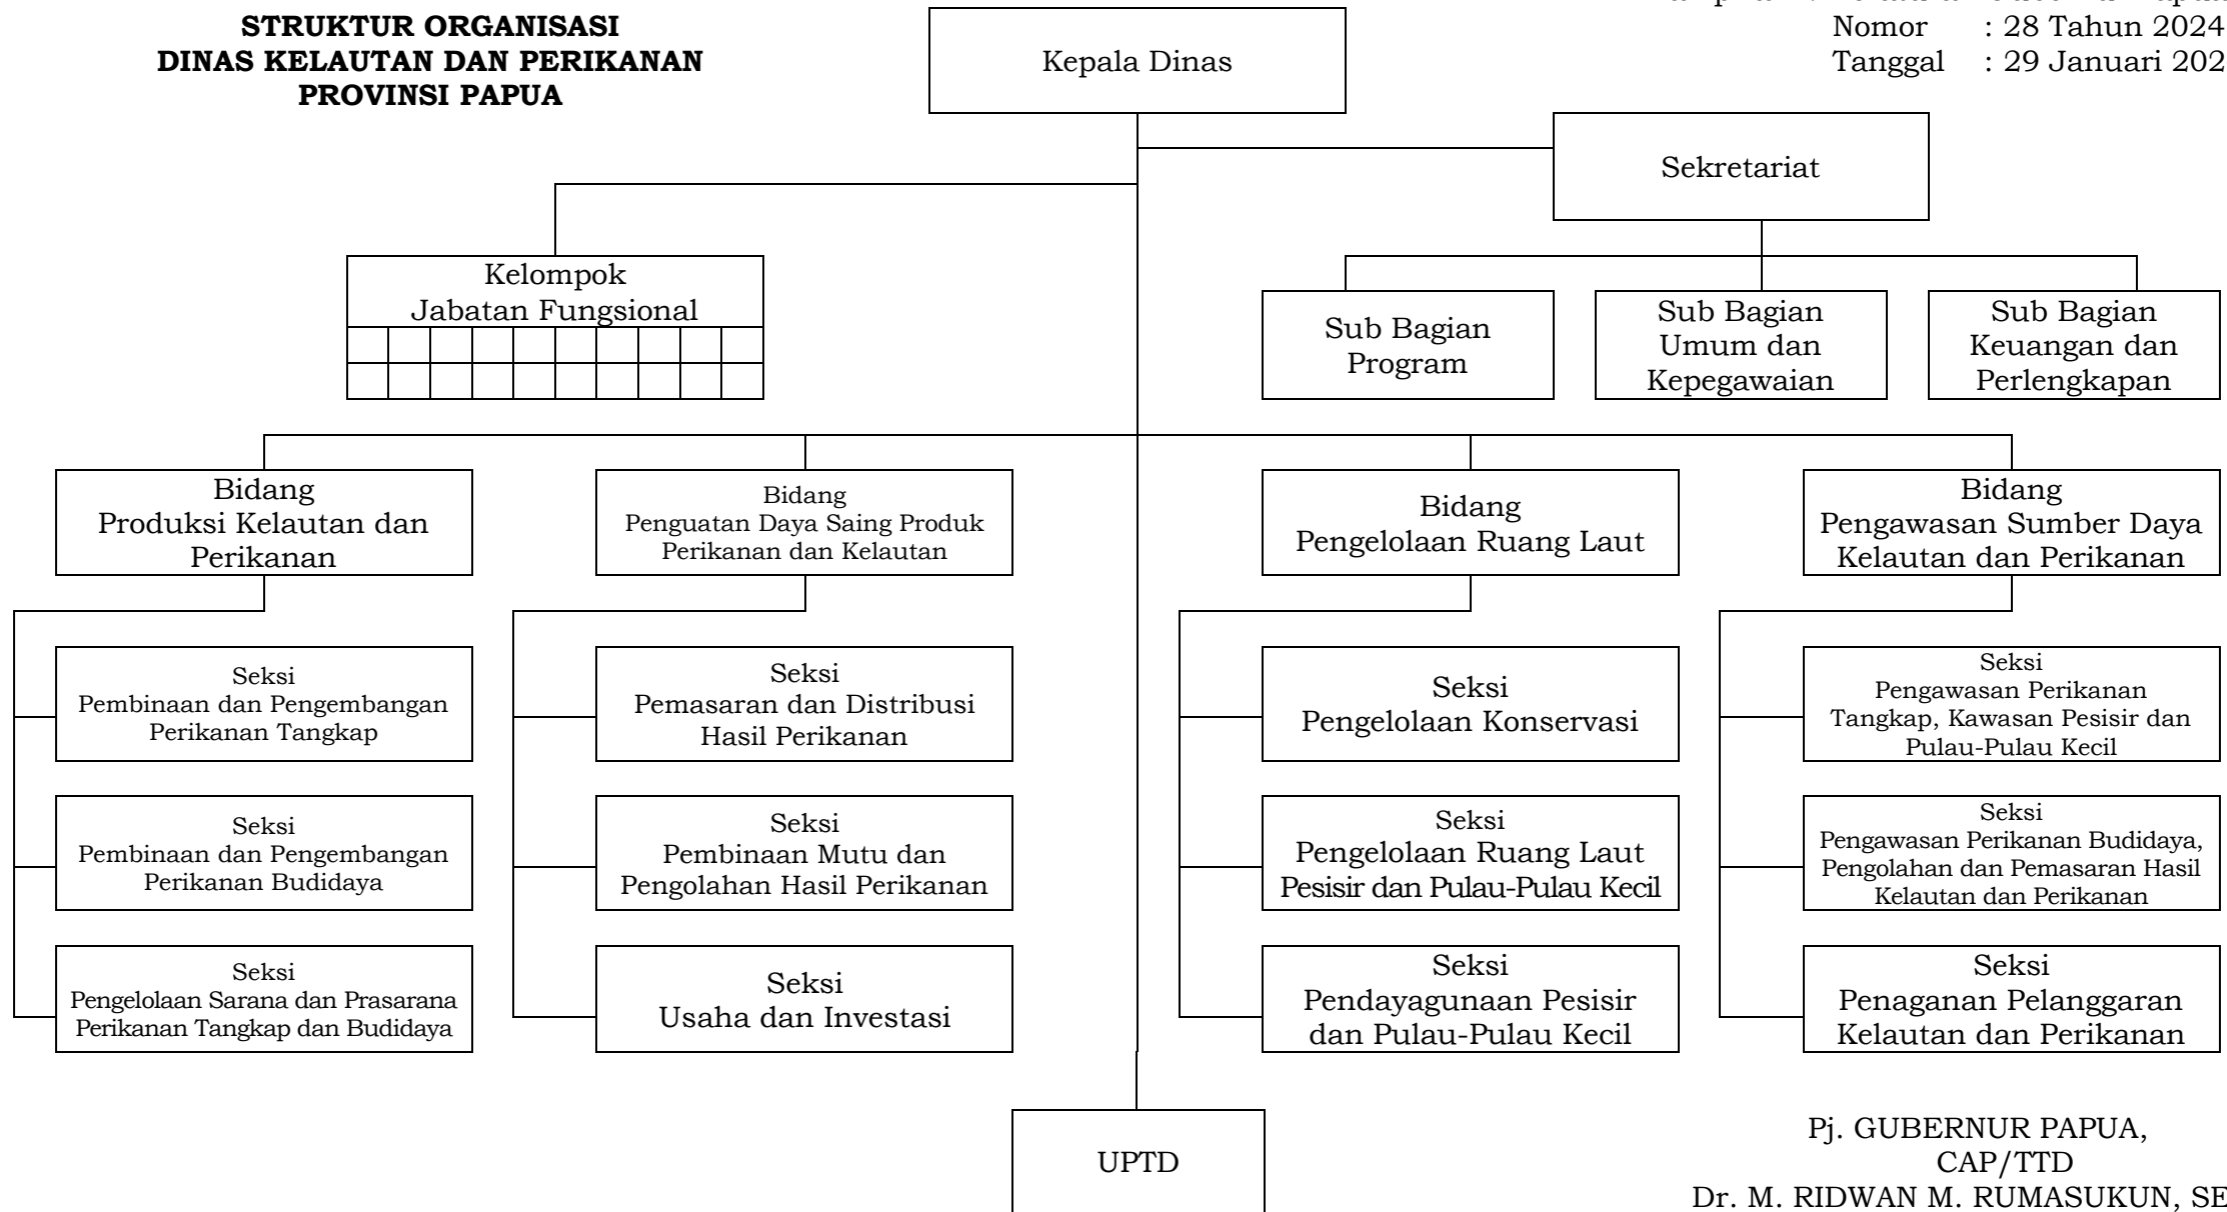 STRUKTUR ORGANISASI
DINAS KELAUTAN DAN PERIKANAN
PROVINSI PAPUA
Nomor : 28 Tahun 2024
Tanggal : 29 Januari 202
Kepala Dinas
Sekretariat
Kelompok
Jabatan Fungsional
Sub Bagian
Program
Sub Bagian
Umum dan
Kepegawaian
Sub Bagian
Keuangan dan
Perlengkapan
Bidang
Produksi Kelautan dan
Perikanan
Bidang
Penguatan Daya Saing Produk
Perikanan dan Kelautan
Bidang
Pengelolaan Ruang Laut
Bidang
Pengawasan Sumber Daya
Kelautan dan Perikanan
Seksi
Pembinaan dan Pengembangan
Perikanan Tangkap
Seksi
Pemasaran dan Distribusi
Hasil Perikanan
Seksi
Pengelolaan Konservasi
Seksi
Pengawasan Perikanan
Tangkap, Kawasan Pesisir dan
Pulau-Pulau Kecil
Seksi
Pembinaan dan Pengembangan
Perikanan Budidaya
Seksi
Pembinaan Mutu dan
Pengolahan Hasil Perikanan
Seksi
Pengelolaan Ruang Laut
Pesisir dan Pulau-Pulau Kecil
Seksi
Pengawasan Perikanan Budidaya,
Pengolahan dan Pemasaran Hasil
Kelautan dan Perikanan
Seksi
Pengelolaan Sarana dan Prasarana
Perikanan Tangkap dan Budidaya
Seksi
Usaha dan Investasi
Seksi
Pendayagunaan Pesisir
dan Pulau-Pulau Kecil
Seksi
Penaganan Pelanggaran
Kelautan dan Perikanan
UPTD
Pj. GUBERNUR PAPUA,
CAP/TTD
Dr. M. RIDWAN M. RUMASUKUN, SE